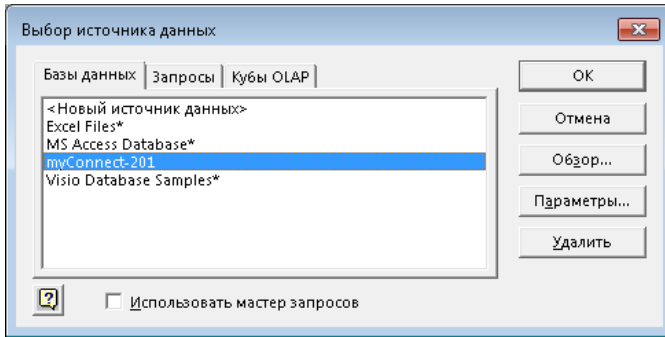 Выбор источника данных
Базы данных Запросы Кубы OLAP
<Новый источник данных>
Excel Files*
MS Access Database*
myConnect-201
Visio Database Samples*
Использовать мастер запросов
OK
Отмена
Обзор...
Параметры...
Удалить